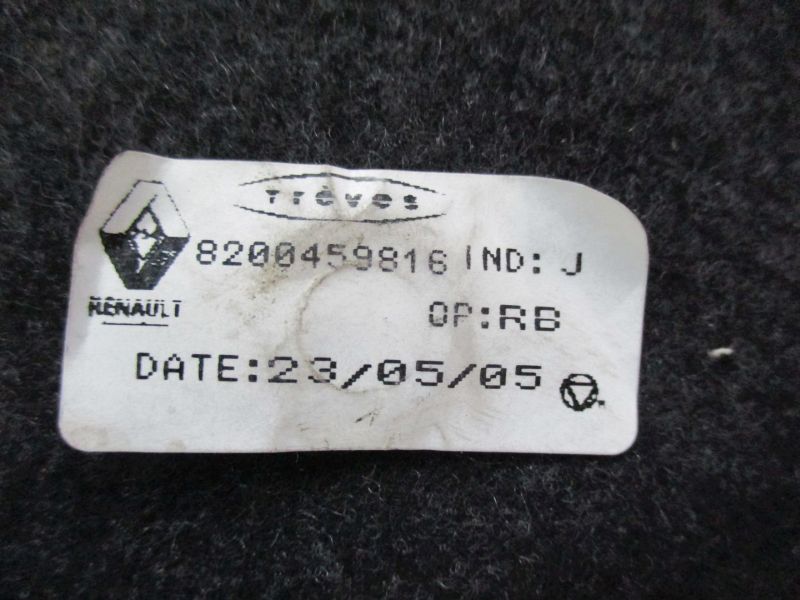 Trèves
8200459816 IND: J
RENAULT
OP:RB
DATE:23/05/05